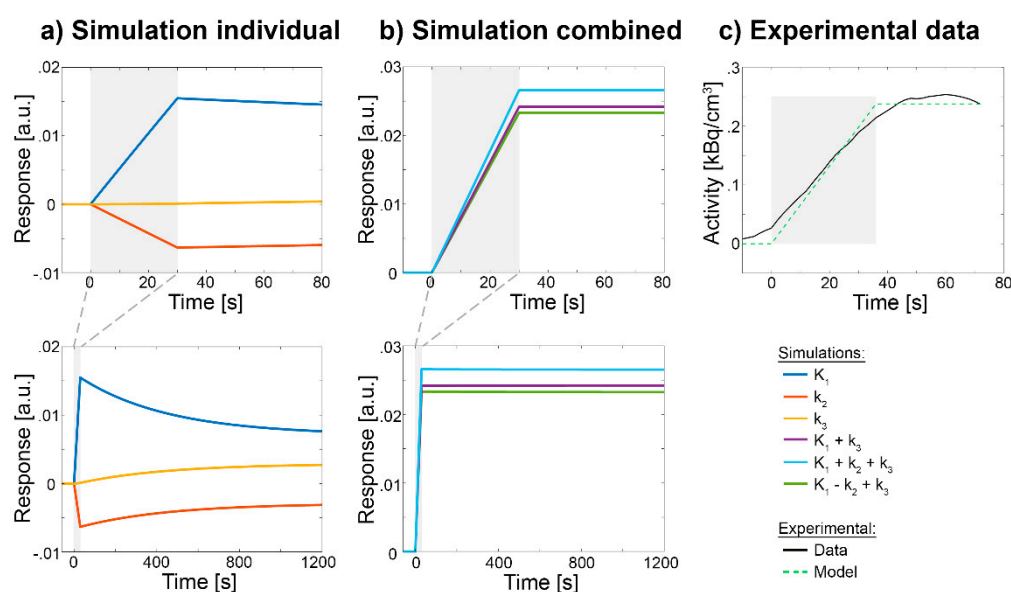 a) Simulation individual
b) Simulation combined
c) Experimental data
Response [a.u.]
.02
.01
0
-.01
0 20 40 60 80
Time [s]
Response [a.u.]
.03
.02
.01
0
0 20 40 60 80
Time [s]
Activity [kBq/cm³]
.3
.2
.1
0
0 20 40 60 80
Time [s]
Response [a.u.]
.02
.01
0
-.01
0 400 800 1200
Time [s]
Response [a.u.]
.03
.02
.01
0
0 400 800 1200
Time [s]
Simulations:
K₁
k₂
k₃
K₁ + k₃
K₁ + k₂ + k₃
K₁ - k₂ + k₃
Experimental:
Data
Model